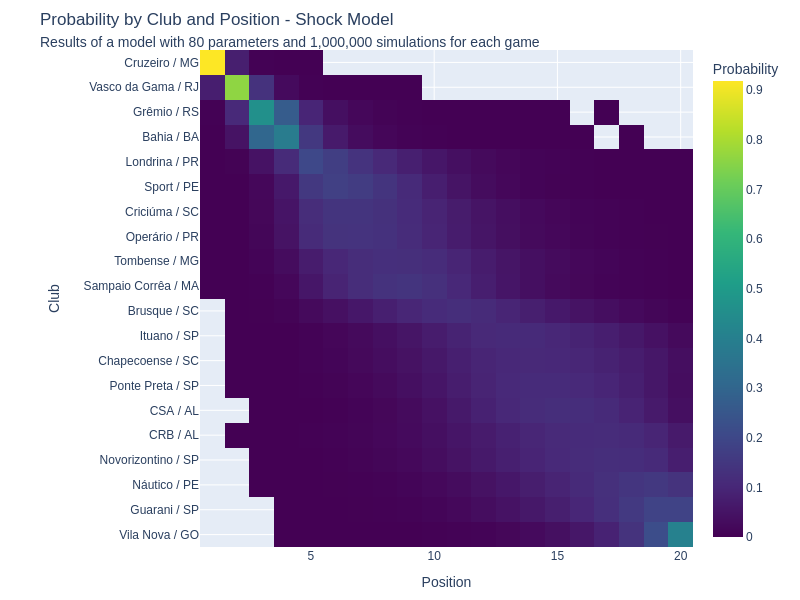 Probability by Club and Position - Shock Model
Results of a model with 80 parameters and 1,000,000 simulations for each game
Probability
Club
Cruzeiro / MG
Vasco da Gama / RJ
Grêmio / RS
Bahia / BA
Londrina / PR
Sport / PE
Criciúma / SC
Operário / PR
Tombense / MG
Sampaio Corrêa / MA
Brusque / SC
Ituano / SP
Chapecoense / SC
Ponte Preta / SP
CSA / AL
CRB / AL
Novorizontino / SP
Náutico / PE
Guarani / SP
Vila Nova / GO
0.9
0.8
0.7
0.6
0.5
0.4
0.3
0.2
0.1
0
5 10 15 20
Position